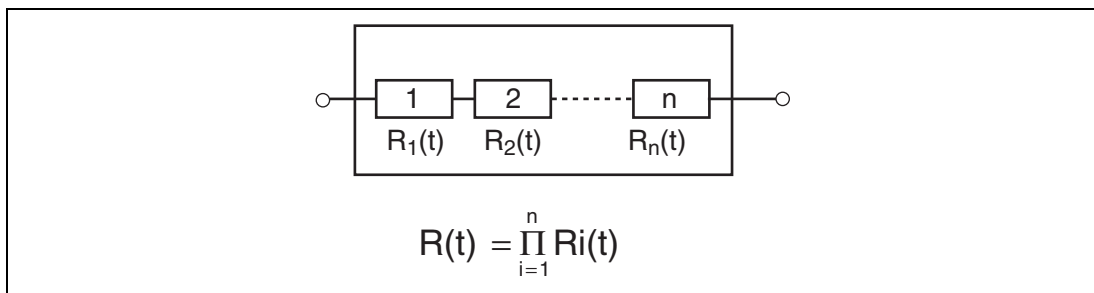 1 2 n
R₁(t) R₂(t) Rₙ(t)
n
R(t) = Π Ri(t)
i=1